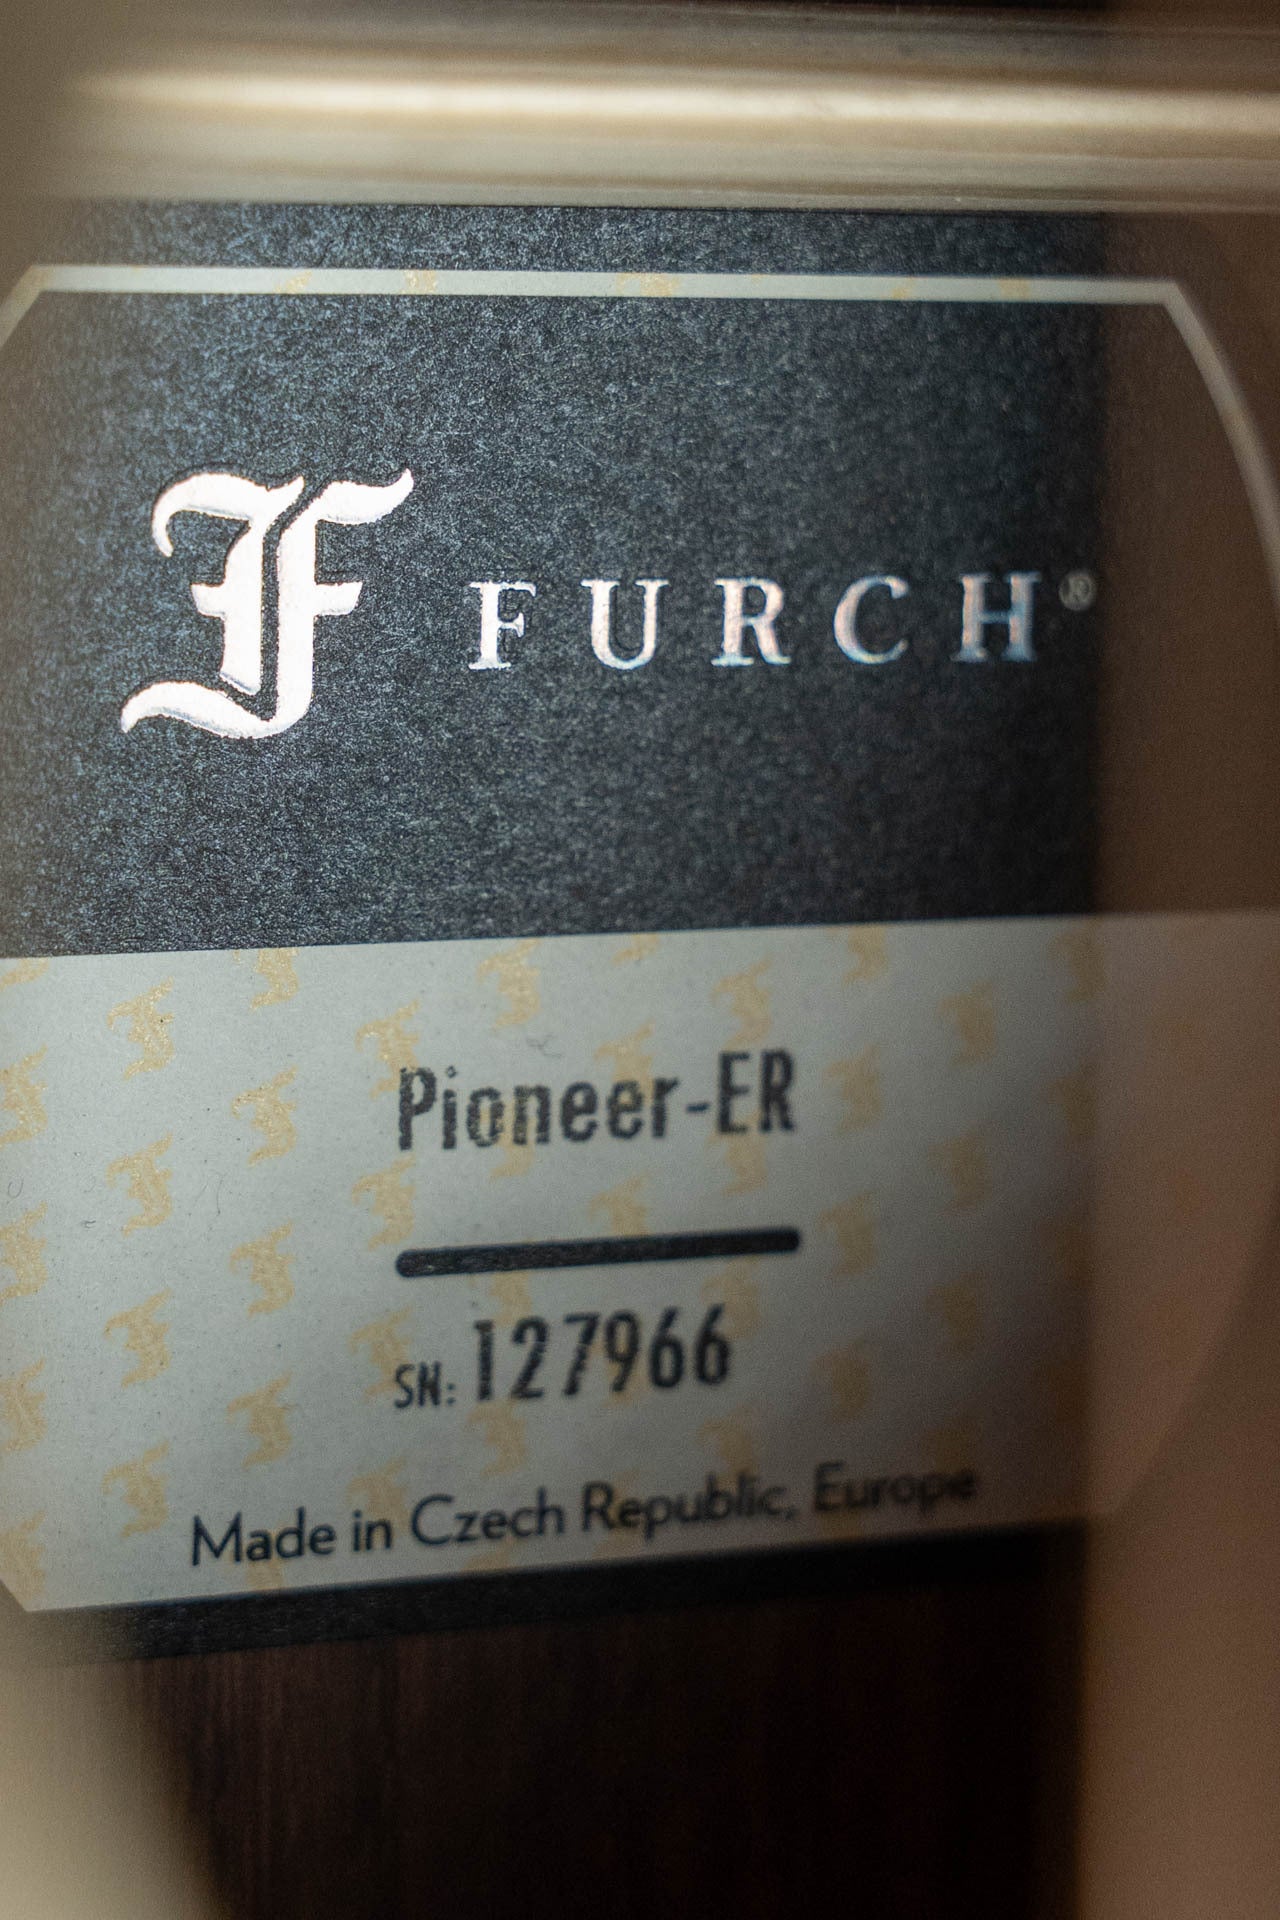 F FURCH®
Pioneer-ER
SN: 127966
Made in Czech Republic, Europe